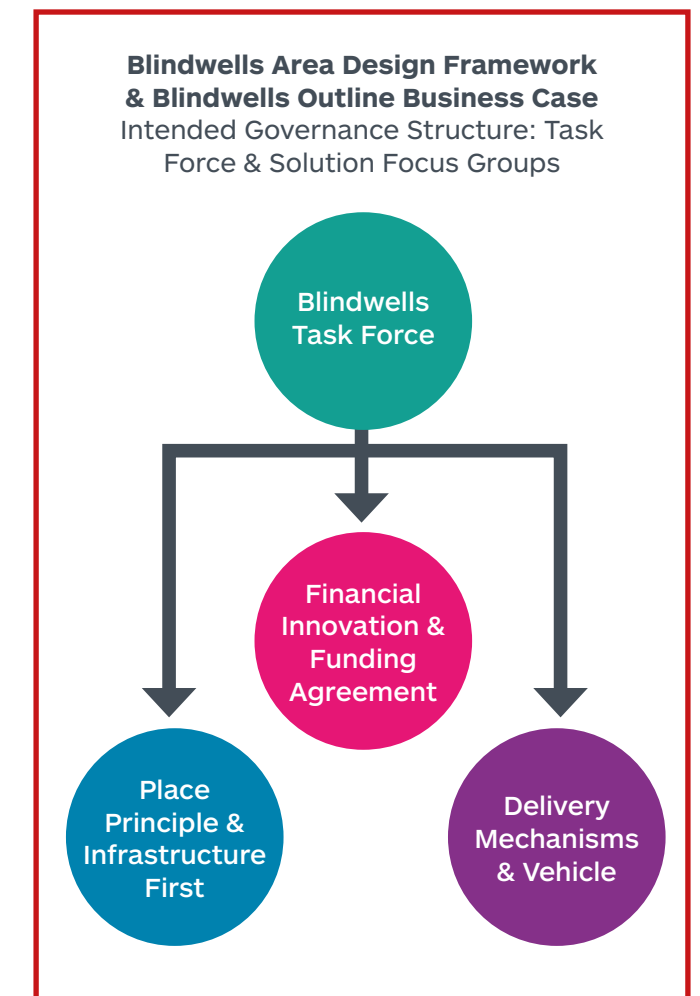 Blindwells Area Design Framework
& Blindwells Outline Business Case
Intended Governance Structure: Task
Force & Solution Focus Groups
Blindwells
Task Force
Financial
Innovation &
Funding
Agreement
Place
Principle &
Infrastructure
First
Delivery
Mechanisms
& Vehicle